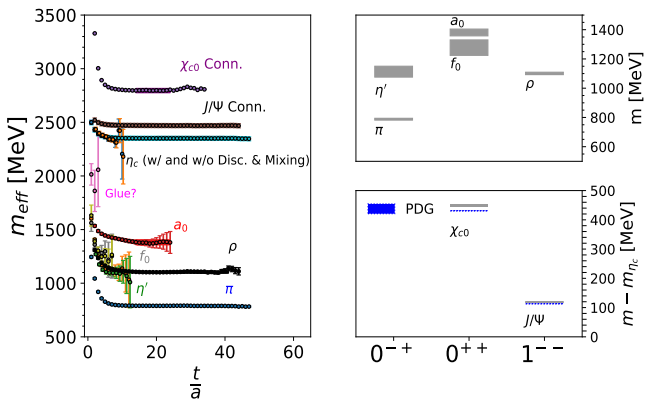 3500
3000
2500
2000
1500
1000
500
m_eff [MeV]
0
20
40
60
t/a
χ_c0 Conn.
J/Ψ Conn.
η_c (w/ and w/o Disc. & Mixing)
Glue?
a_0
f_0
ρ
η′
π
1400
1200
1000
800
600
m [MeV]
a_0
f_0
η′
ρ
π
500
400
300
200
100
0
m − m_η_c [MeV]
PDG
χ_c0
J/Ψ
0⁻⁺
0⁺⁺
1⁻⁻